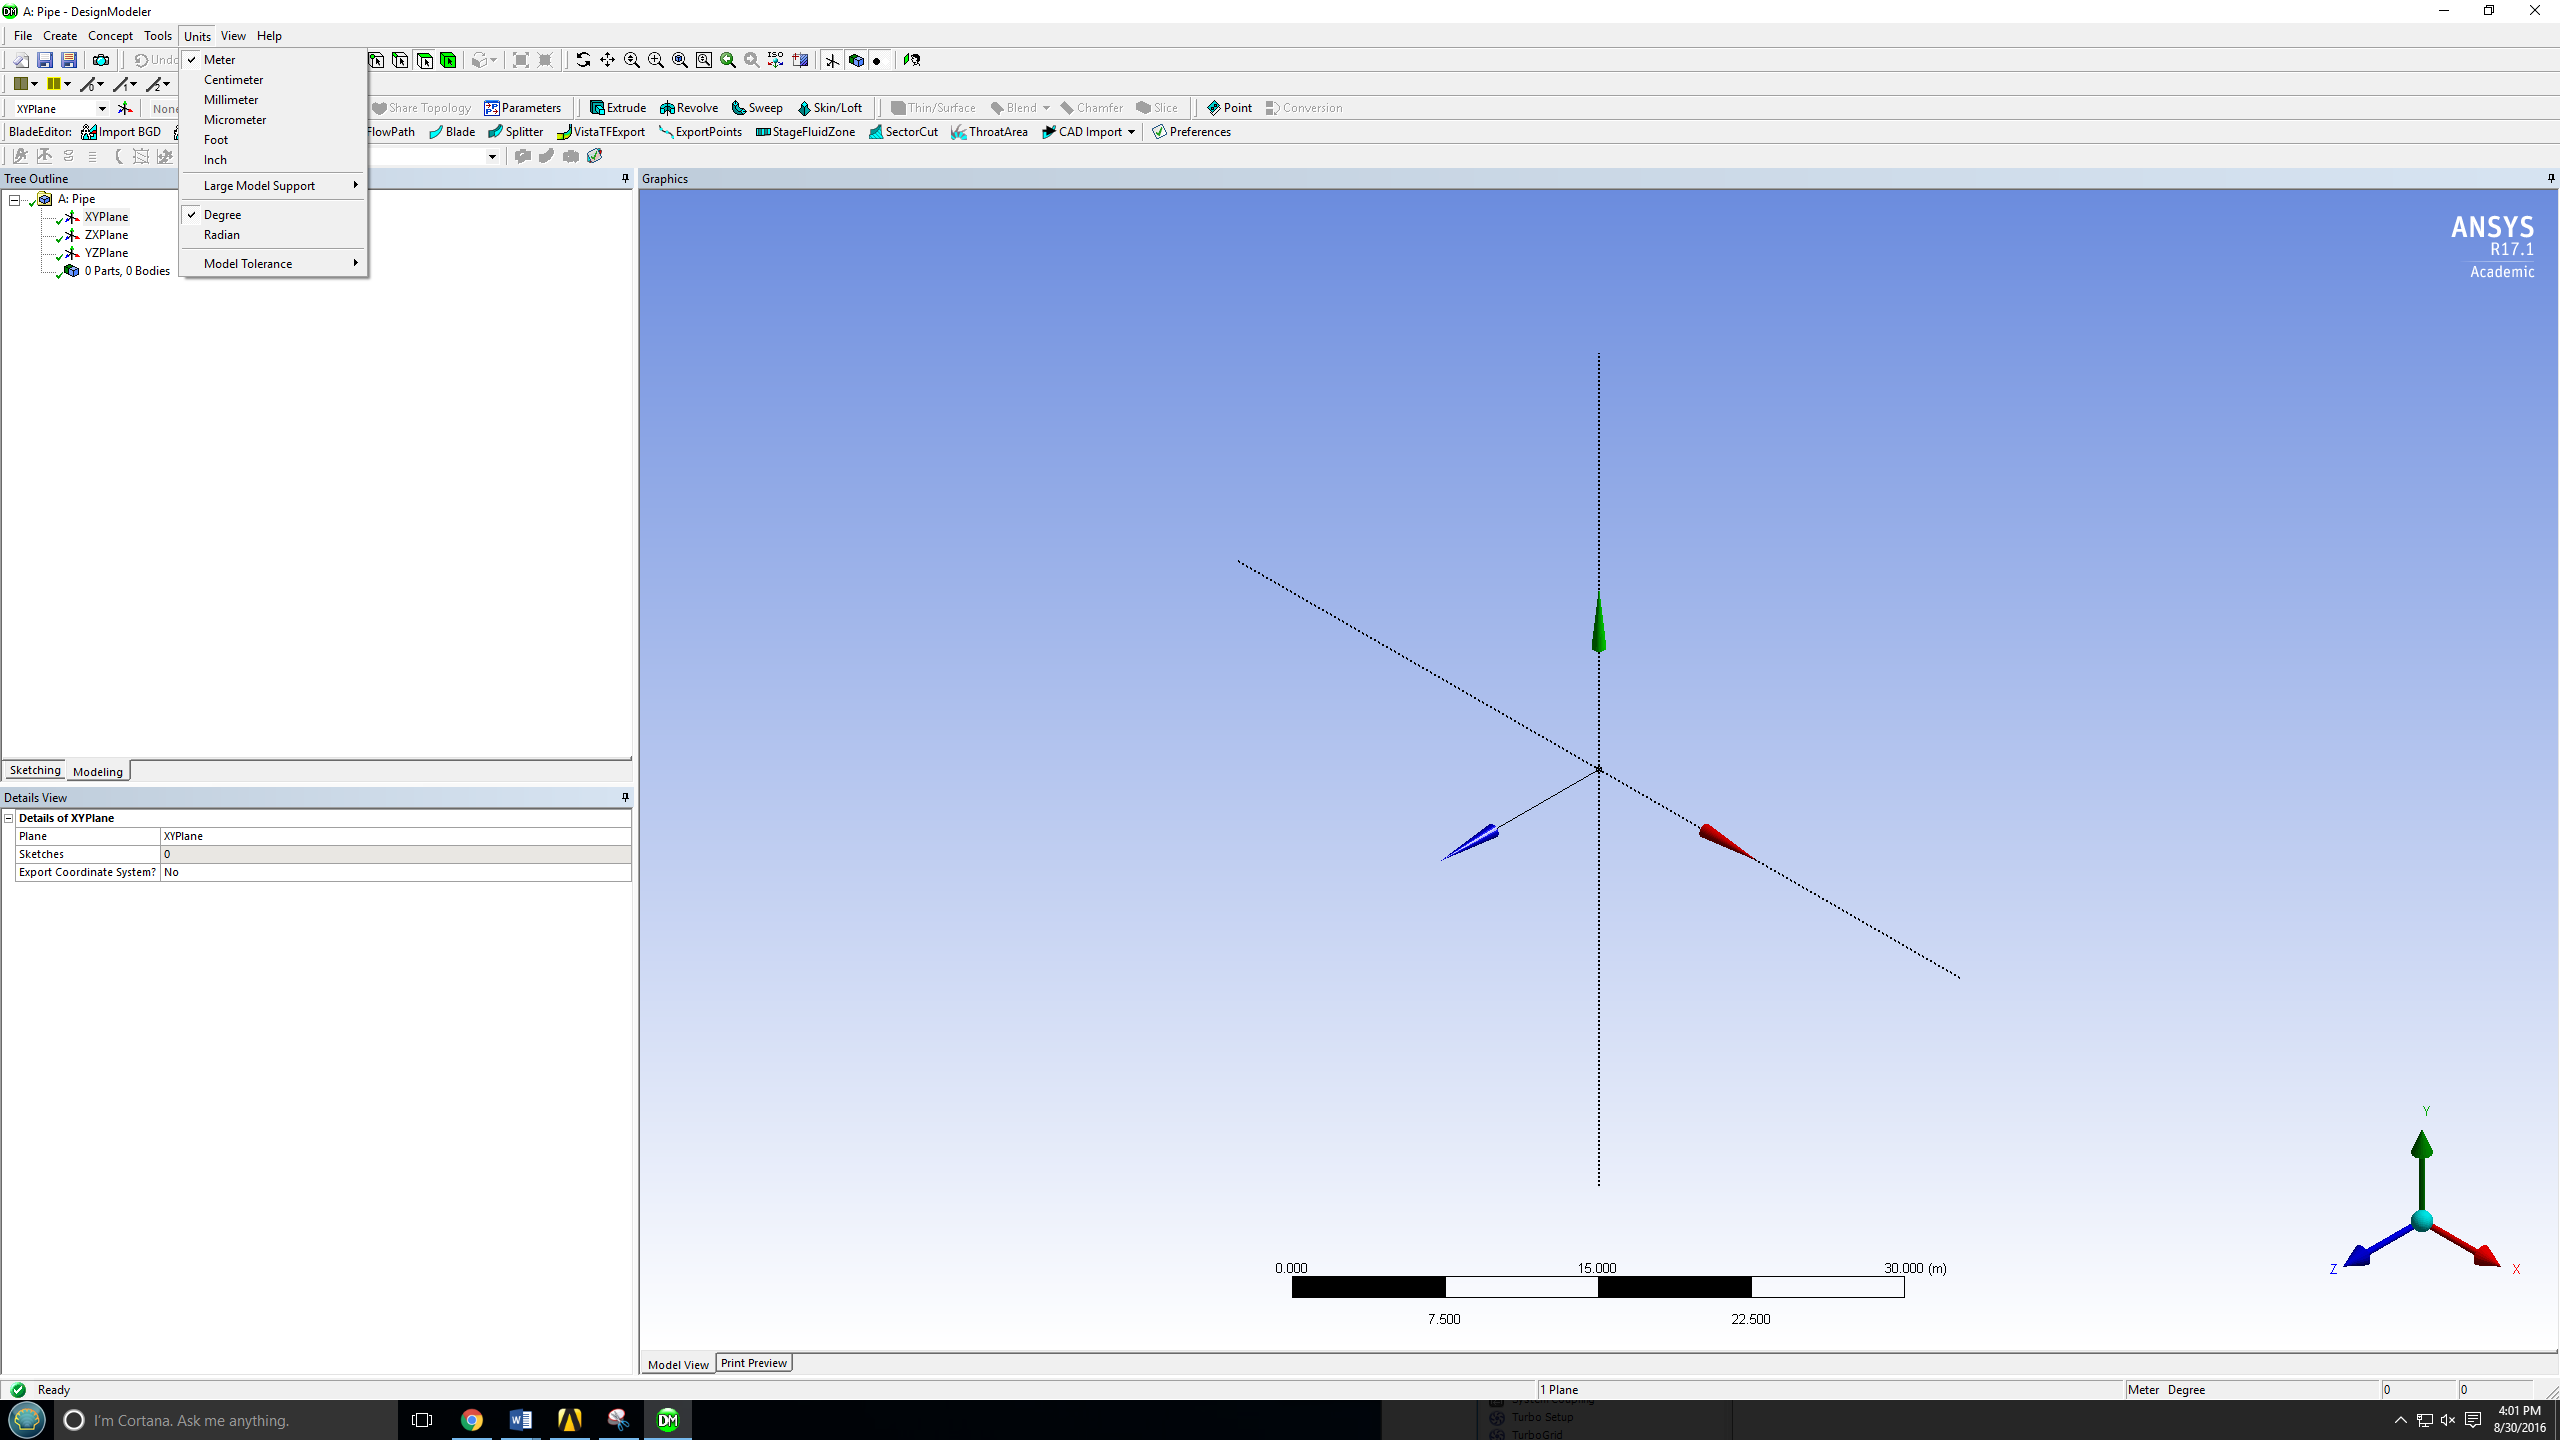 A: Pipe - DesignModeler
File Create Concept Tools Units View Help
Undo
XYPlane None Share Topology Parameters Extrude Revolve Sweep Skin/Loft Thin/Surface Blend Chamfer Slice Point Conversion
BladeEditor: Import BGD FlowPath Blade Splitter VistaTFExport ExportPoints StageFluidZone SectorCut ThroatArea CAD Import Preferences
Meter
Centimeter
Millimeter
Micrometer
Foot
Inch
Large Model Support
Degree
Radian
Model Tolerance
Tree Outline
A: Pipe
XYPlane
ZXPlane
YZPlane
0 Parts, 0 Bodies
Sketching Modeling
Details View
Details of XYPlane
Plane XYPlane
Sketches 0
Export Coordinate System? No
Graphics
ANSYS
R17.1
Academic
Y
Z X
0.000 15.000 30.000 (m)
7.500 22.500
Model View Print Preview
Ready 1 Plane Meter Degree 0 0
I'm Cortana. Ask me anything.
System Coupling
Turbo Setup
TurboGrid
4:01 PM
8/30/2016